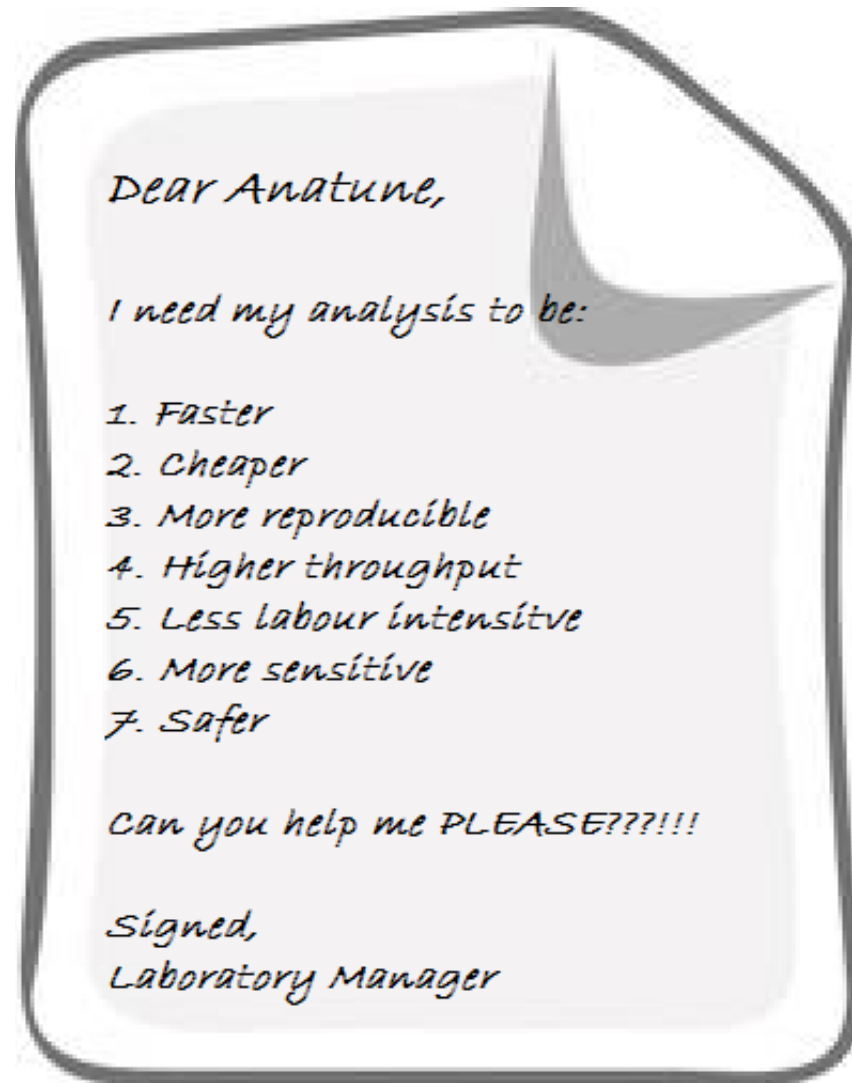 Dear Anatune,
I need my analysis to be:
1. Faster
2. Cheaper
3. More reproducible
4. Higher throughput
5. Less labour intensitve
6. More sensitive
7. Safer
Can you help me PLEASE???!!!
Signed,
Laboratory Manager